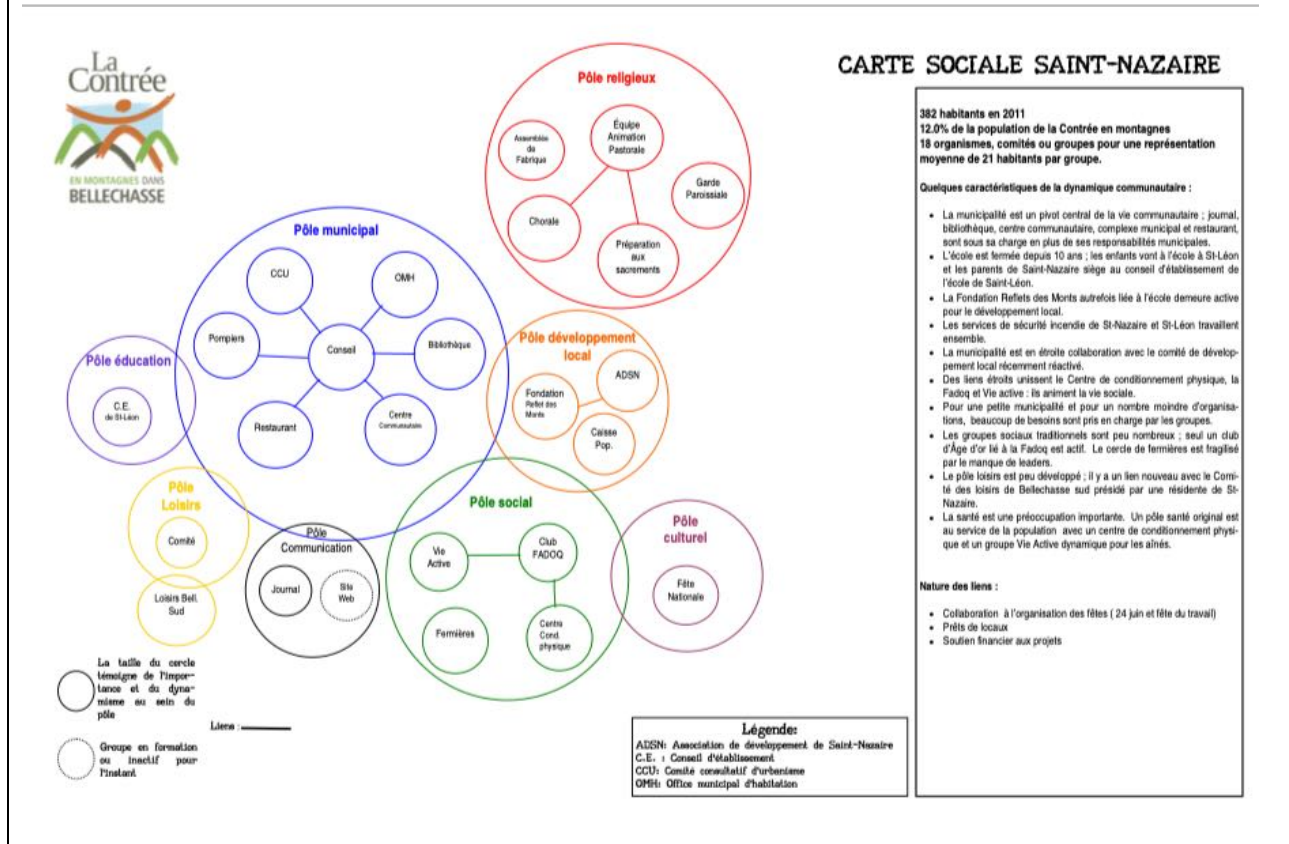 La
Contrée
EN MONTAGNES DANS
BELLECHASSE
CARTE SOCIALE SAINT-NAZAIRE
Pôle religieux
Assemblée
de
Fabrique
Équipe
Animation
Pastorale
Garde
Paroissiale
Chorale
Préparation
aux
sacrements
Pôle municipal
CCU
OMH
Pompiers
Conseil
Bibliothèque
Restaurant
Centre
Communautaire
Pôle éducation
C.E.
de St-Léon
Pôle développement
local
ADSN
Fondation
Reflet des
Monts
Caisse
Pop.
Pôle
Loisirs
Comité
Loisirs Bell.
Sud
Pôle
Communication
Journal
Site
Web
Pôle social
Vie
Active
Club
FADOQ
Fermières
Centre
Cond.
physique
Pôle
culturel
Fête
Nationale
La taille du cercle
témoigne de l'impor-
tance et du dyna-
misme au sein du
pôle
Liens :
Groupe en formation
ou inactif pour
l'instant
Légende:
ADSN: Association de développement de Saint-Nazaire
C.E. : Conseil d'établissement
CCU: Comité consultatif d'urbanisme
OMH: Office municipal d'habitation
382 habitants en 2011
12.0% de la population de la Contrée en montagnes
18 organismes, comités ou groupes pour une représentation
moyenne de 21 habitants par groupe.
Quelques caractéristiques de la dynamique communautaire :
• La municipalité est un pivot central de la vie communautaire ; journal,
bibliothèque, centre communautaire, complexe municipal et restaurant,
sont sous sa charge en plus de ses responsabilités municipales.
• L'école est fermée depuis 10 ans ; les enfants vont à l'école à St-Léon
et les parents de Saint-Nazaire siège au conseil d'établissement de
l'école de Saint-Léon.
• La Fondation Reflets des Monts autrefois liée à l'école demeure active
pour le développement local.
• Les services de sécurité incendie de St-Nazaire et St-Léon travaillent
ensemble.
• La municipalité est en étroite collaboration avec le comité de dévelop-
pement local récemment réactivé.
• Des liens étroits unissent le Centre de conditionnement physique, la
Fadoq et Vie active : ils animent la vie sociale.
• Pour une petite municipalité et pour un nombre moindre d'organisa-
tions, beaucoup de besoins sont pris en charge par les groupes.
• Les groupes sociaux traditionnels sont peu nombreux ; seul un club
d'Âge d'or lié à la Fadoq est actif. Le cercle de fermières est fragilisé
par le manque de leaders.
• Le pôle loisirs est peu développé ; il y a un lien nouveau avec le Comi-
té des loisirs de Bellechasse sud présidé par une résidente de St-
Nazaire.
• La santé est une préoccupation importante. Un pôle santé original est
au service de la population avec un centre de conditionnement physi-
que et un groupe Vie Active dynamique pour les aînés.
Nature des liens :
• Collaboration à l'organisation des fêtes ( 24 juin et fête du travail)
• Prêts de locaux
• Soutien financier aux projets